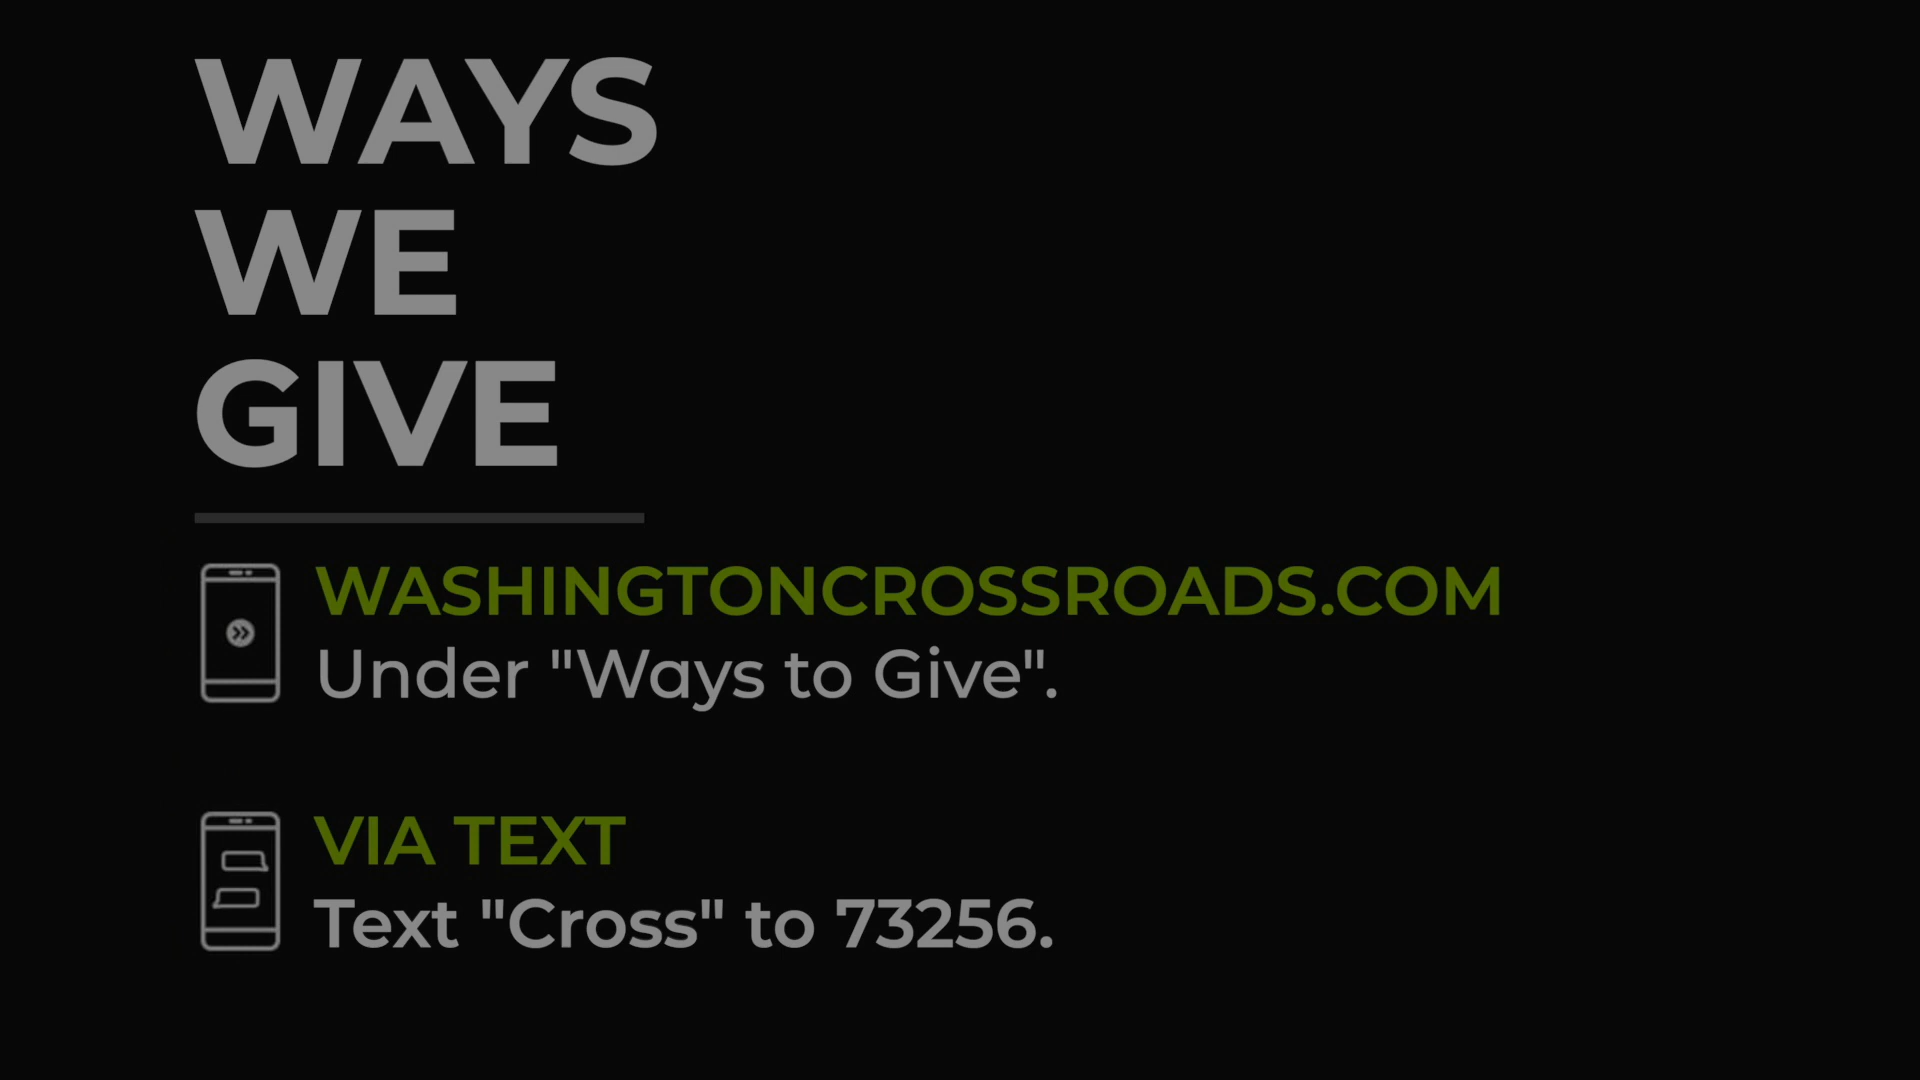 WAYS
WE
GIVE
WASHINGTONCROSSROADS.COM
Under "Ways to Give".
VIA TEXT
Text "Cross" to 73256.